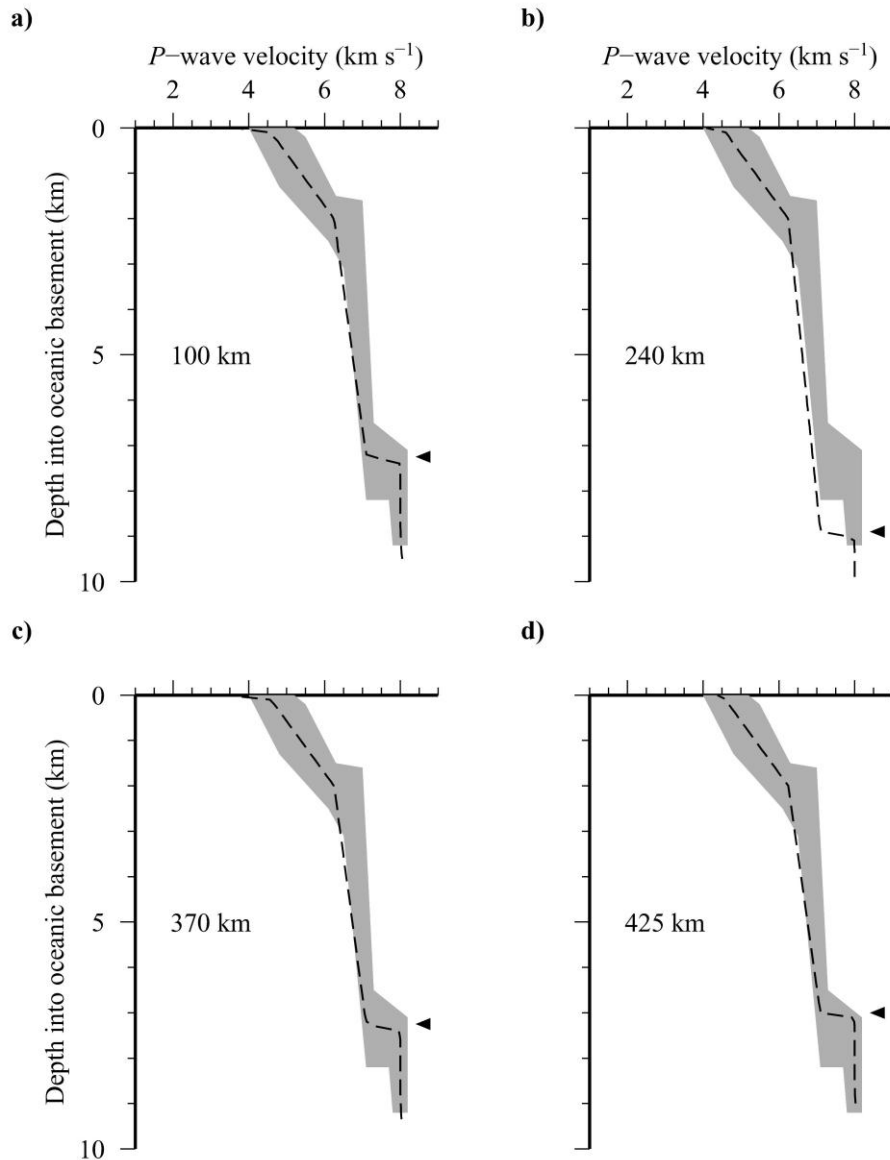 a)
P−wave velocity (km s−1)
2 4 6 8
0
5
10
Depth into oceanic basement (km)
100 km
b)
P−wave velocity (km s−1)
2 4 6 8
240 km
c)
0
5
10
Depth into oceanic basement (km)
370 km
d)
425 km